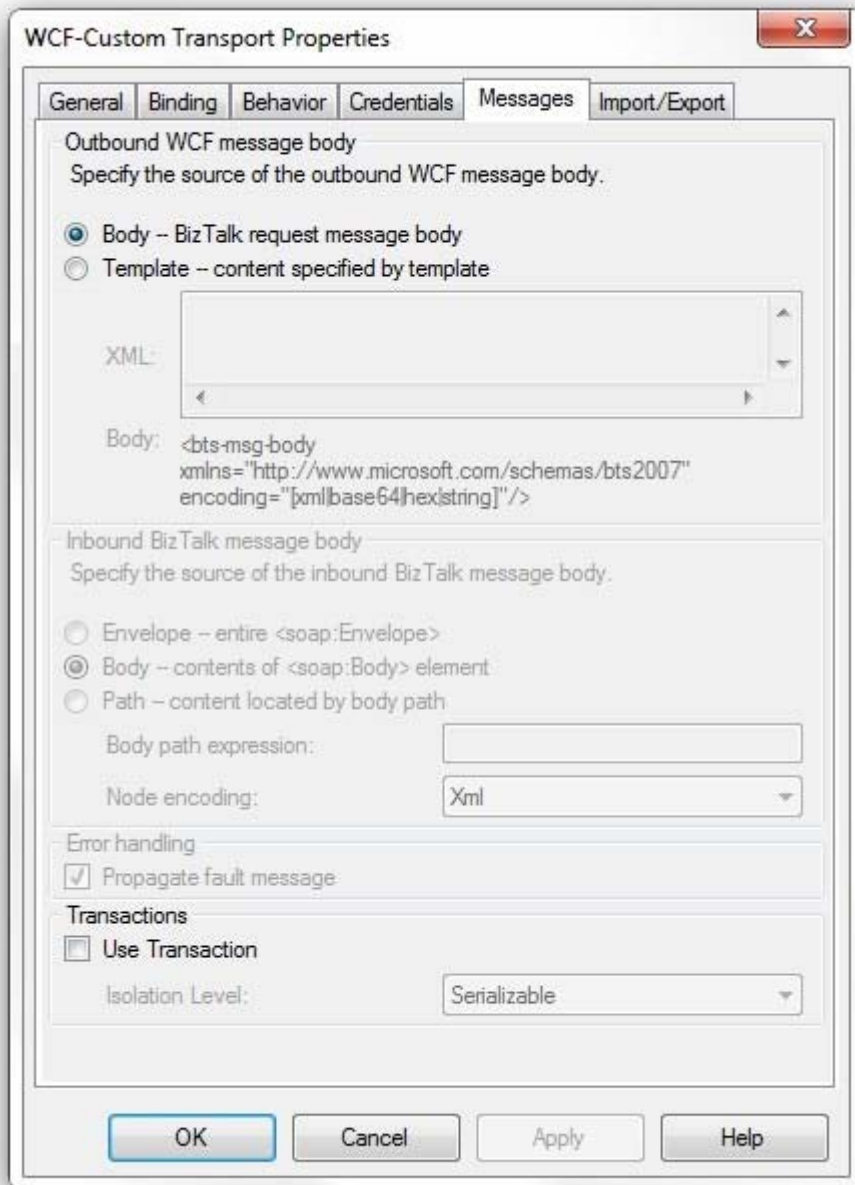 WCF-Custom Transport Properties
General Binding Behavior Credentials Messages Import/Export
Outbound WCF message body
Specify the source of the outbound WCF message body.
Body -- BizTalk request message body
Template -- content specified by template
XML:
Body: <bts-msg-body
xmlns="http://www.microsoft.com/schemas/bts2007"
encoding="[xml|base64|hex|string]"/>
Inbound BizTalk message body
Specify the source of the inbound BizTalk message body.
Envelope -- entire <soap:Envelope>
Body -- contents of <soap:Body> element
Path -- content located by body path
Body path expression:
Node encoding: Xml
Error handling
Propagate fault message
Transactions
Use Transaction
Isolation Level: Serializable
OK Cancel Apply Help